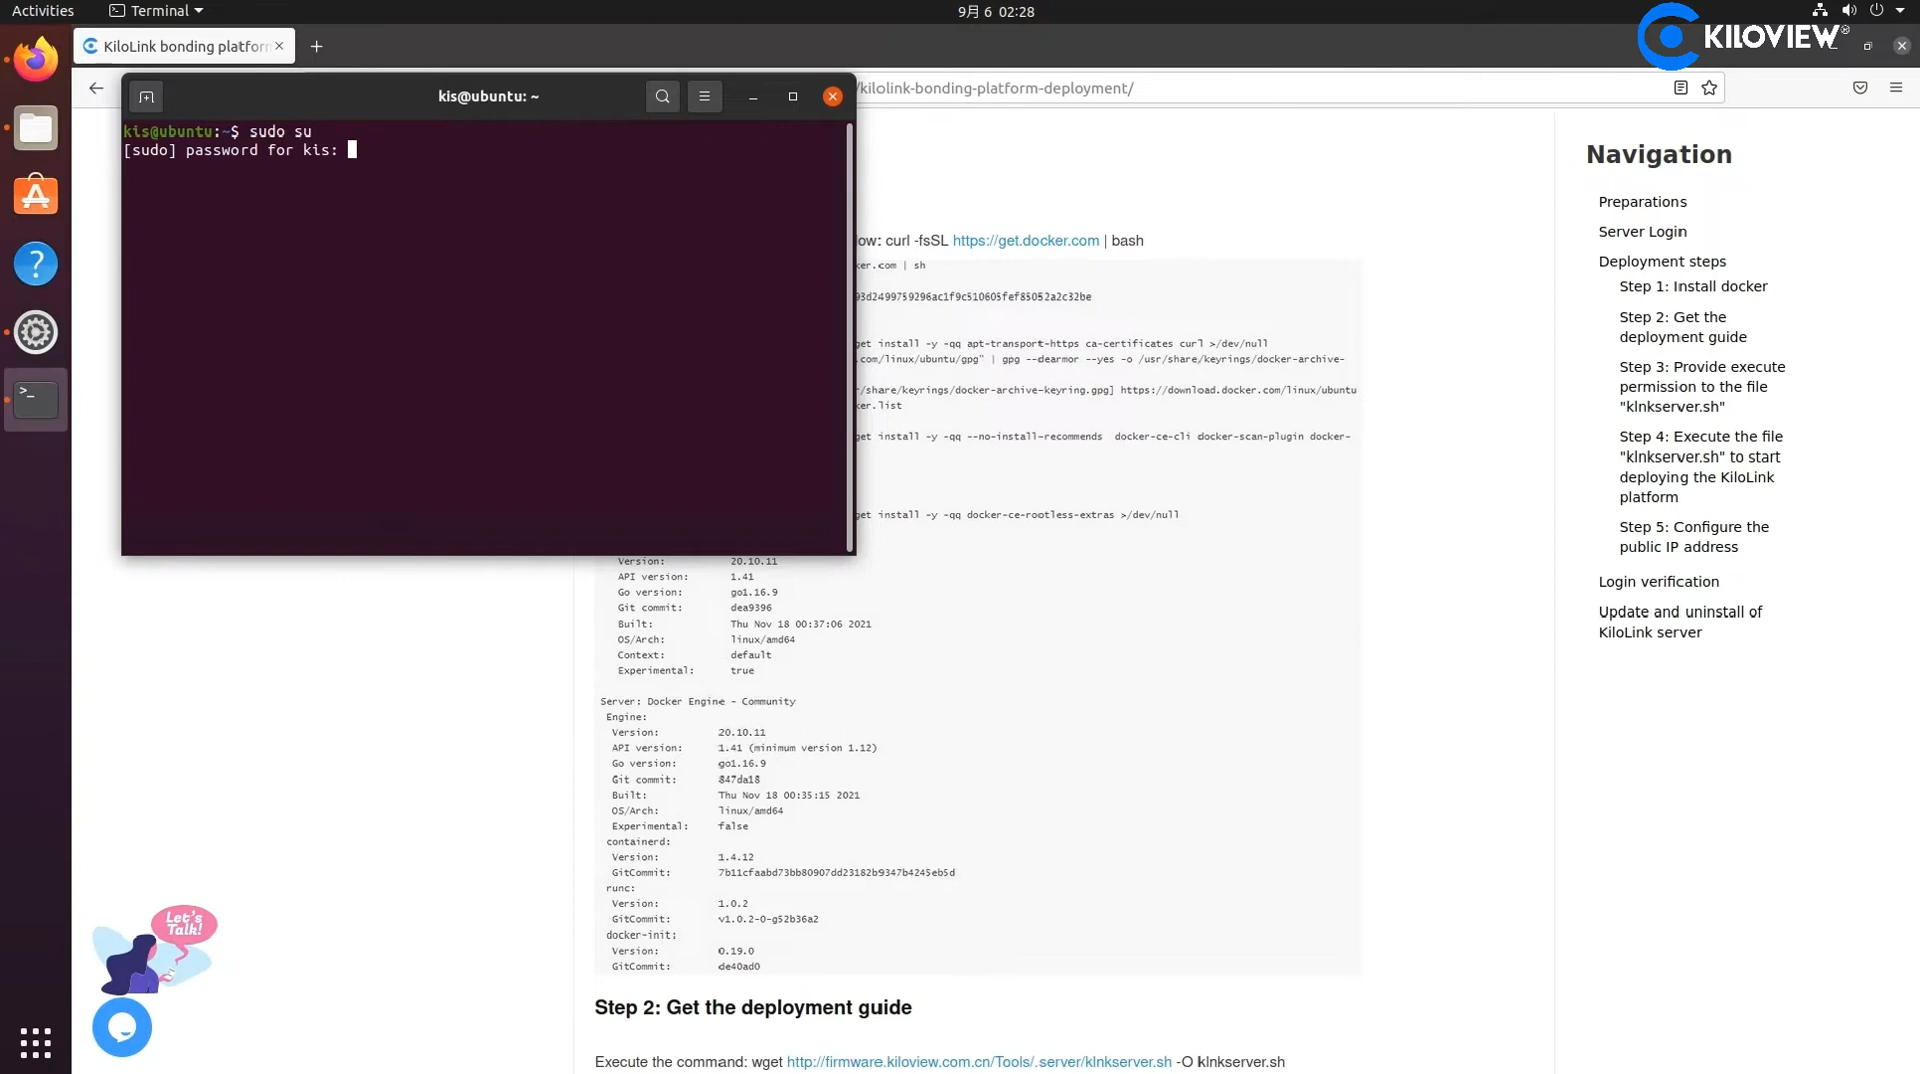 Activities
Terminal
9月 6 02:28
KILOVIEW®
KiloLink bonding platform
kis@ubuntu: ~
/kilolink-bonding-platform-deployment/
kis@ubuntu:~$ sudo su
[sudo] password for kis:
low: curl -fsSL https://get.docker.com | bash
ker.com | sh
93d2499759296ac1f9c510605fef85052a2c32be
get install -y -qq apt-transport-https ca-certificates curl >/dev/null
.com/linux/ubuntu/gpg" | gpg --dearmor --yes -o /usr/share/keyrings/docker-archive-
r/share/keyrings/docker-archive-keyring.gpg] https://download.docker.com/linux/ubuntu
ker.list
get install -y -qq --no-install-recommends docker-ce-cli docker-scan-plugin docker-
get install -y -qq docker-ce-rootless-extras >/dev/null
Version: 20.10.11
API version: 1.41
Go version: go1.16.9
Git commit: dea9396
Built: Thu Nov 18 00:37:06 2021
OS/Arch: linux/amd64
Context: default
Experimental: true
Server: Docker Engine - Community
Engine:
Version: 20.10.11
API version: 1.41 (minimum version 1.12)
Go version: go1.16.9
Git commit: 847da18
Built: Thu Nov 18 00:35:15 2021
OS/Arch: linux/amd64
Experimental: false
containerd:
Version: 1.4.12
GitCommit: 7b11cfaabd73bb80907dd23182b9347b4245eb5d
runc:
Version: 1.0.2
GitCommit: v1.0.2-0-g52b36a2
docker-init:
Version: 0.19.0
GitCommit: de40ad0
Step 2: Get the deployment guide
Execute the command: wget http://firmware.kiloview.com.cn/Tools/.server/klnkserver.sh -O klnkserver.sh
Navigation
Preparations
Server Login
Deployment steps
Step 1: Install docker
Step 2: Get the
deployment guide
Step 3: Provide execute
permission to the file
"klnkserver.sh"
Step 4: Execute the file
"klnkserver.sh" to start
deploying the KiloLink
platform
Step 5: Configure the
public IP address
Login verification
Update and uninstall of
KiloLink server
Let's
Talk!